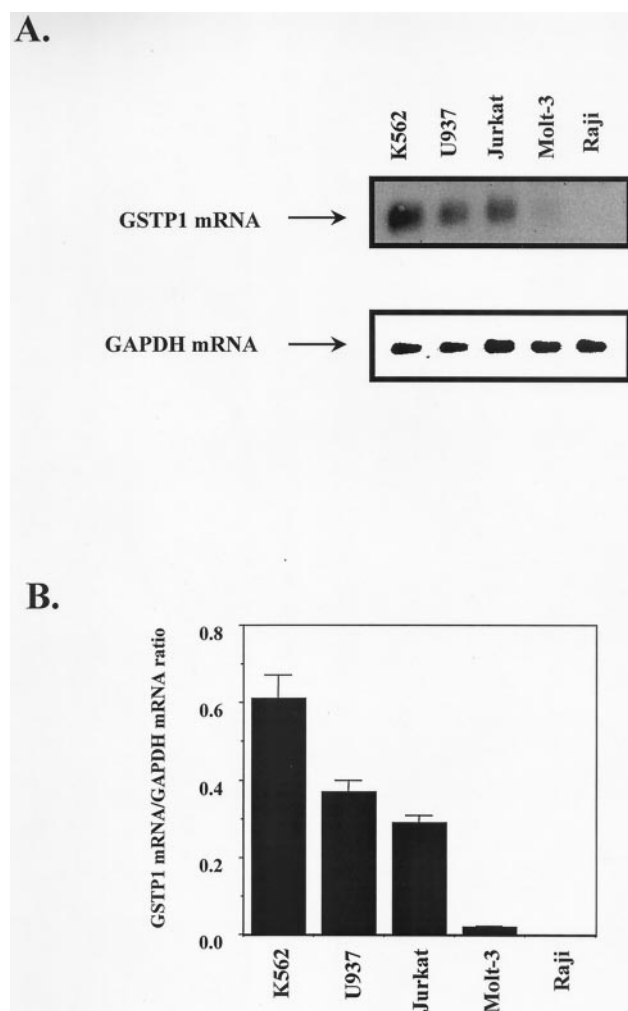 A.
K562
U937
Jurkat
Molt-3
Raji
GSTP1 mRNA
GAPDH mRNA
B.
GSTP1 mRNA/GAPDH mRNA ratio
0.8
0.6
0.4
0.2
0.0
K562
U937
Jurkat
Molt-3
Raji